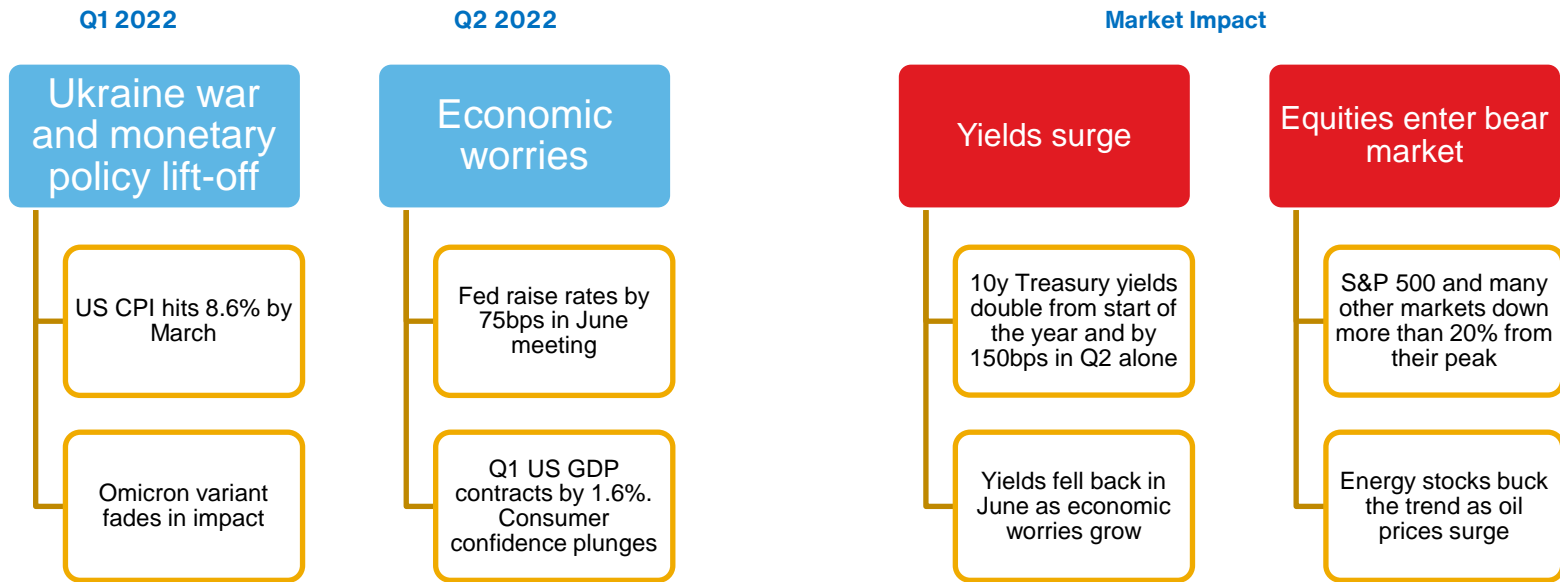 Q1 2022
Q2 2022
Market Impact
Ukraine war
and monetary
policy lift-off
US CPI hits 8.6% by
March
Omicron variant
fades in impact
Economic
worries
Fed raise rates by
75bps in June
meeting
Q1 US GDP
contracts by 1.6%.
Consumer
confidence plunges
Yields surge
10y Treasury yields
double from start of
the year and by
150bps in Q2 alone
Yields fell back in
June as economic
worries grow
Equities enter bear
market
S&P 500 and many
other markets down
more than 20% from
their peak
Energy stocks buck
the trend as oil
prices surge